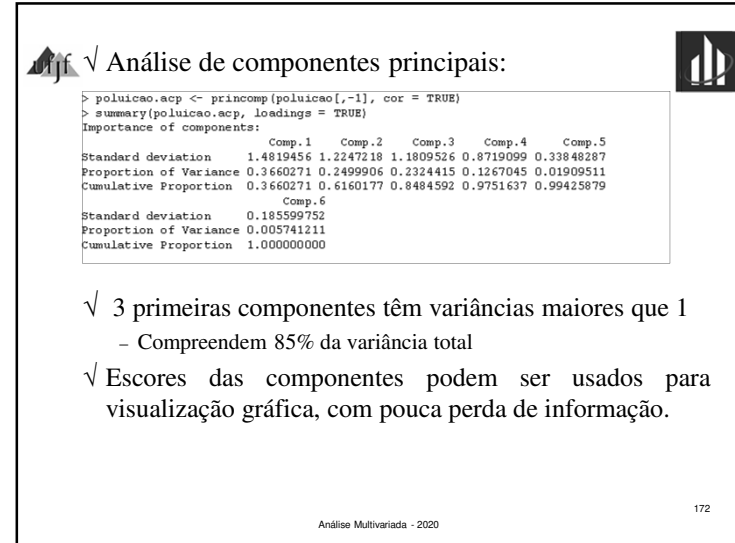 ufjf √ Análise de componentes principais:
> poluicao.acp <- princomp(poluicao[,-1], cor = TRUE)
> summary(poluicao.acp, loadings = TRUE)
Importance of components:
Comp.1 Comp.2 Comp.3 Comp.4 Comp.5
Standard deviation 1.4819456 1.2247218 1.1809526 0.8719099 0.33848287
Proportion of Variance 0.3660271 0.2499906 0.2324415 0.1267045 0.01909511
Cumulative Proportion 0.3660271 0.6160177 0.8484592 0.9751637 0.99425879
Comp.6
Standard deviation 0.185599752
Proportion of Variance 0.005741211
Cumulative Proportion 1.000000000
√ 3 primeiras componentes têm variâncias maiores que 1
– Compreendem 85% da variância total
√ Escores das componentes podem ser usados para
visualização gráfica, com pouca perda de informação.
172
Análise Multivariada - 2020